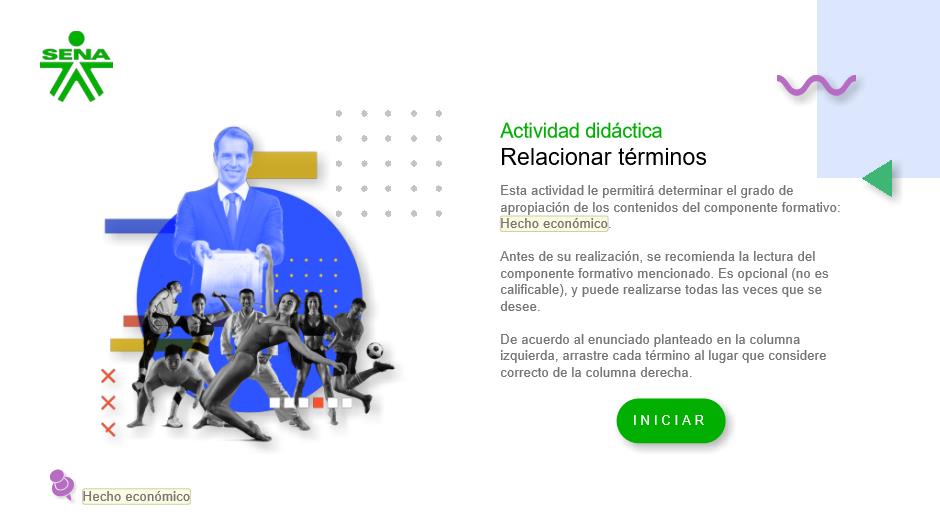 SENA
Actividad didáctica
Relacionar términos
Esta actividad le permitirá determinar el grado de
apropiación de los contenidos del componente formativo:
Hecho económico.
Antes de su realización, se recomienda la lectura del
componente formativo mencionado. Es opcional (no es
calificable), y puede realizarse todas las veces que se
desee.
De acuerdo al enunciado planteado en la columna
izquierda, arrastre cada término al lugar que considere
correcto de la columna derecha.
INICIAR
Hecho económico